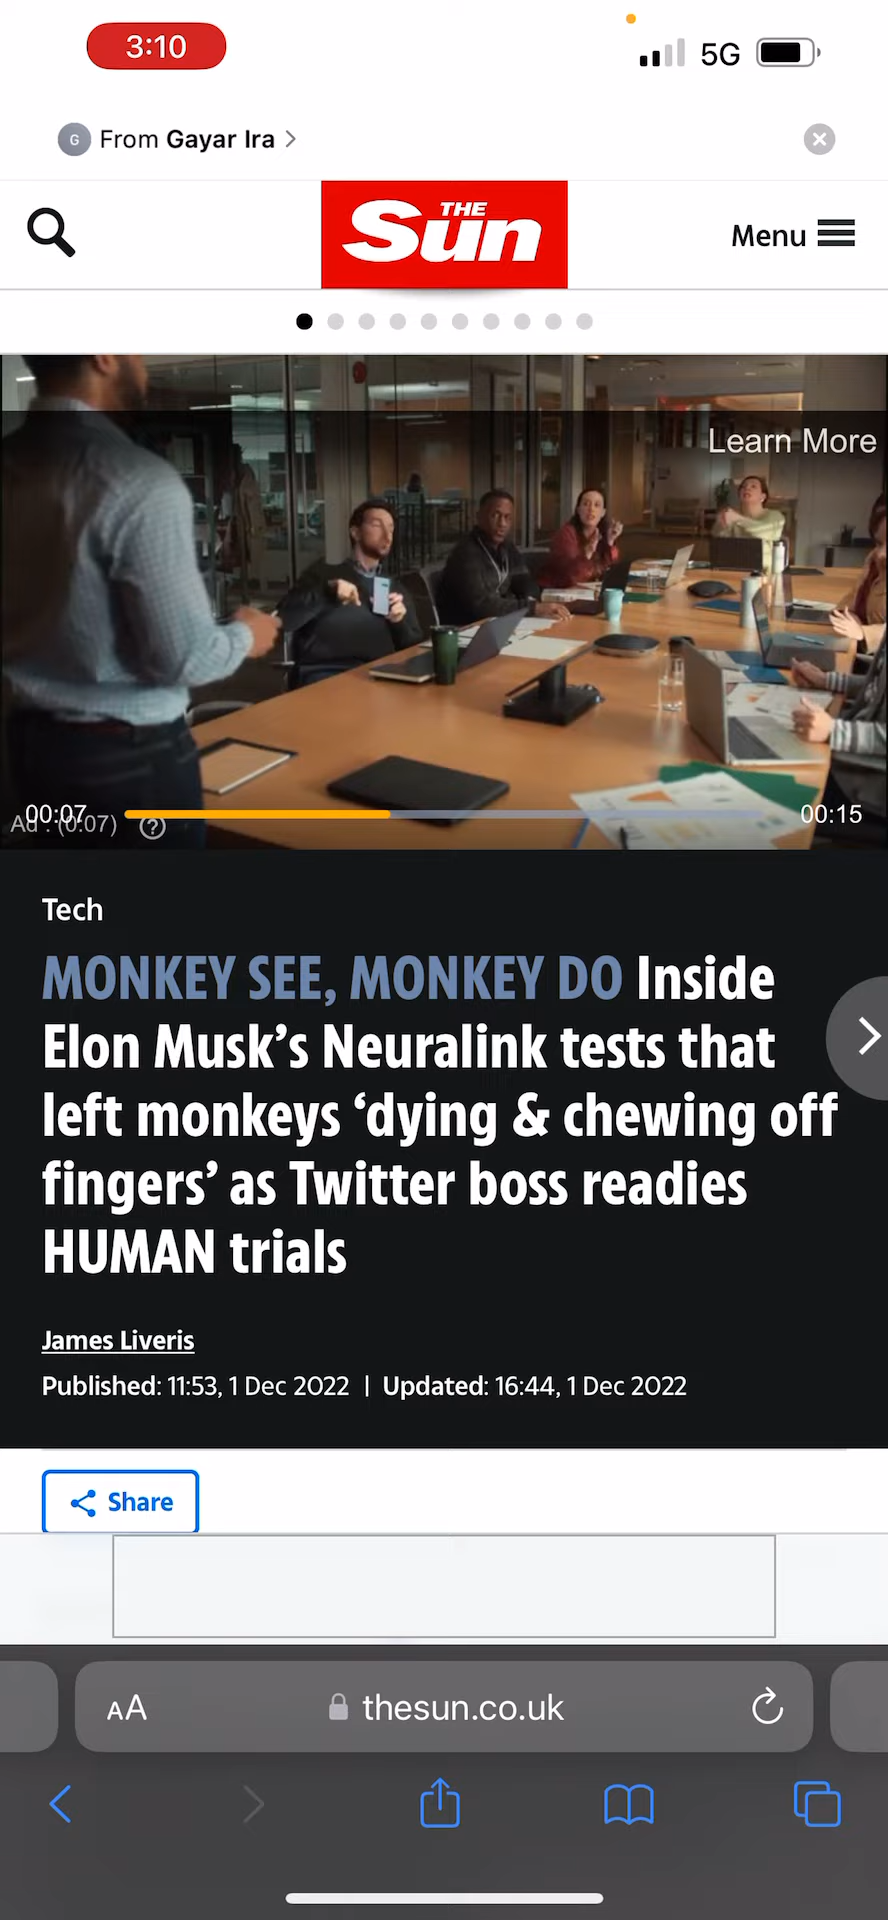 3:10
5G
G From Gayar Ira
THE
Sun
Menu
Learn More
00:07
Ad : (0:07)
00:15
Tech
MONKEY SEE, MONKEY DO Inside
Elon Musk’s Neuralink tests that
left monkeys ‘dying & chewing off
fingers’ as Twitter boss readies
HUMAN trials
James Liveris
Published: 11:53, 1 Dec 2022 | Updated: 16:44, 1 Dec 2022
Share
AA
thesun.co.uk